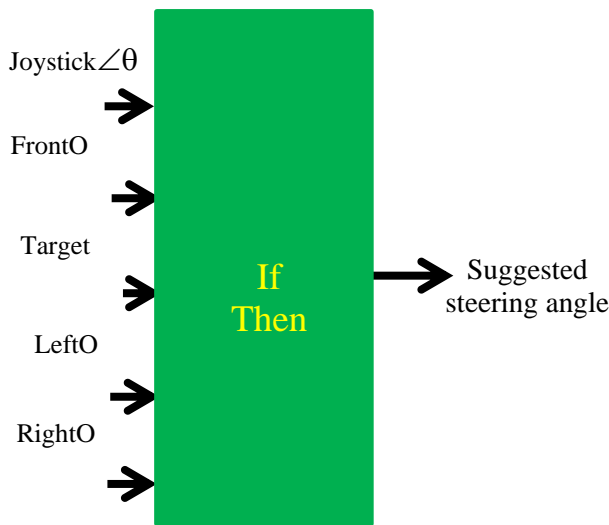 Joystick∠θ
FrontO
Target
LeftO
RightO
If
Then
Suggested
steering angle